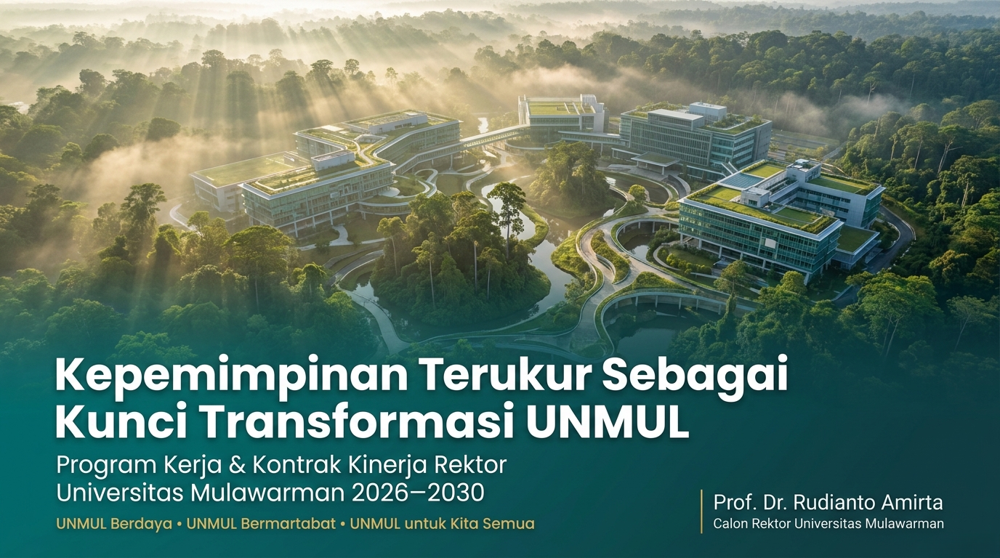 Kepemimpinan Terukur Sebagai
Kunci Transformasi UNMUL
Program Kerja & Kontrak Kinerja Rektor
Universitas Mulawarman 2026–2030
UNMUL Berdaya • UNMUL Bermartabat • UNMUL untuk Kita Semua
Prof. Dr. Rudianto Amirta
Calon Rektor Universitas Mulawarman